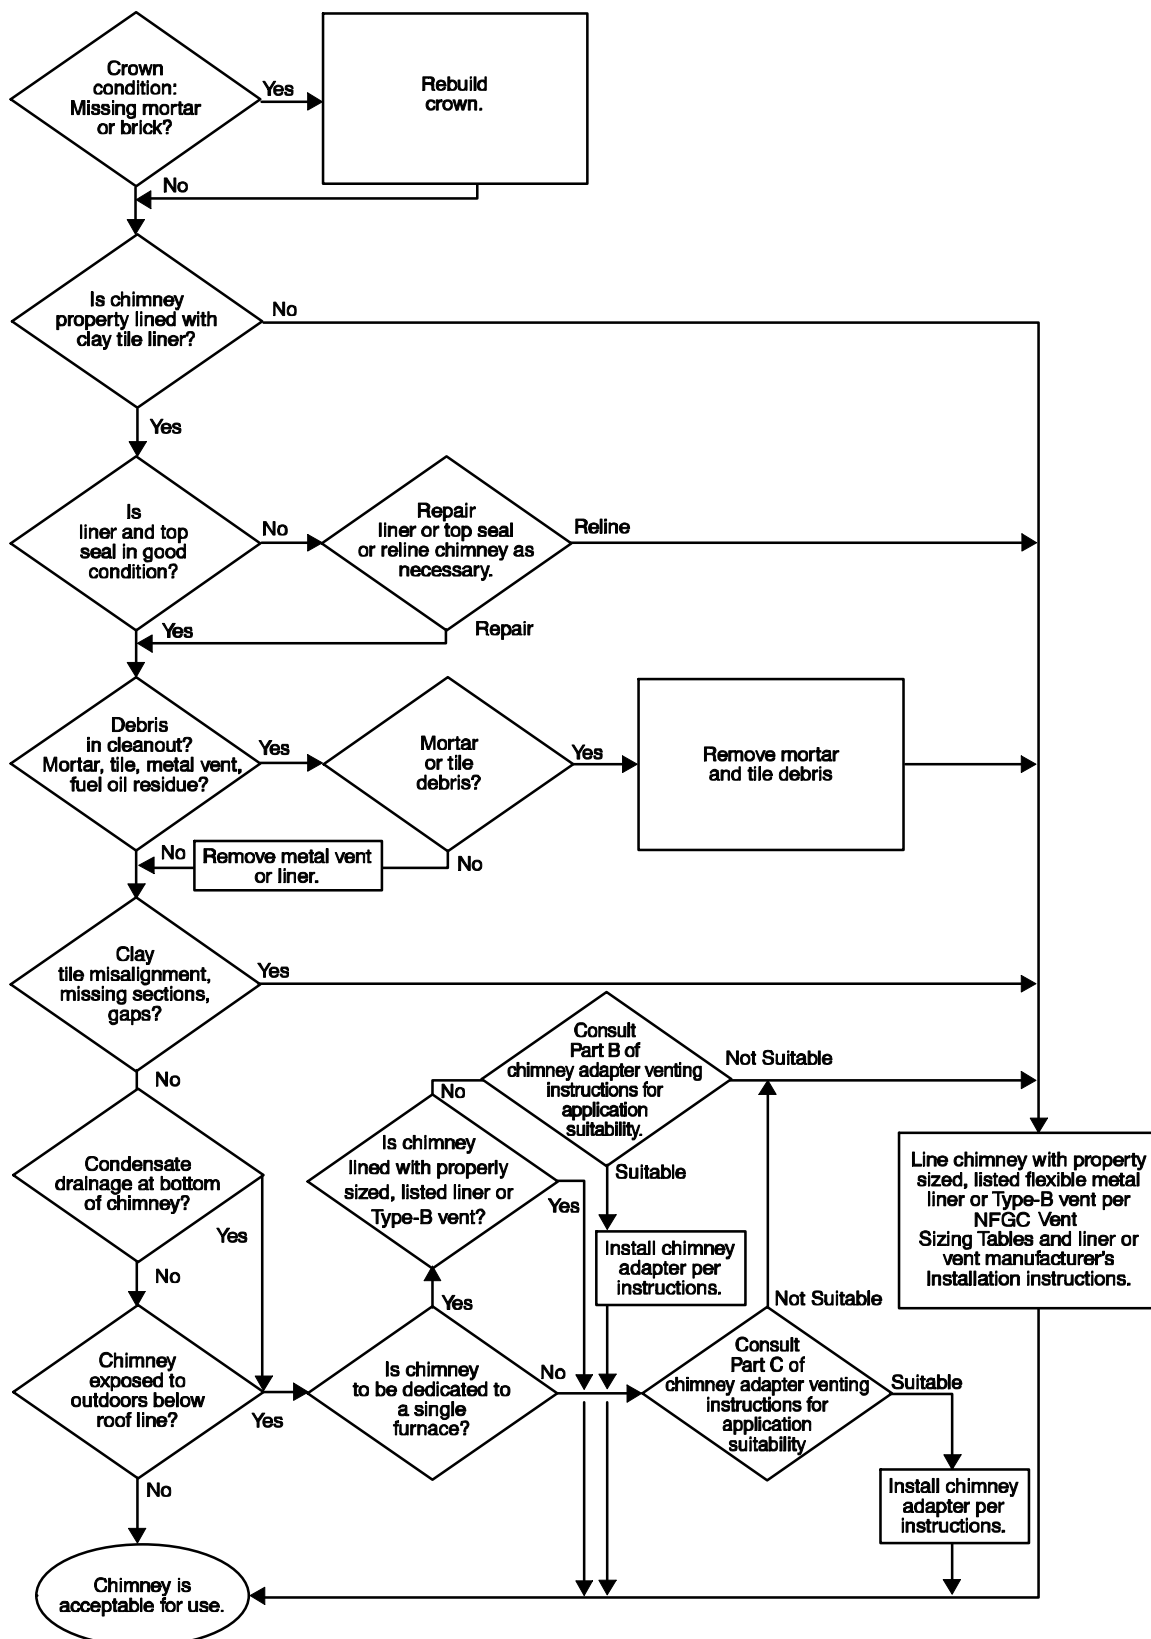 Crown
condition:
Missing mortar
or brick?
Yes
Rebuild
crown.
No
Is chimney
property lined with
clay tile liner?
No
Yes
Is
liner and top
seal in good
condition?
No
Repair
liner or top seal
or reline chimney as
necessary.
Reline
Yes
Repair
Debris
in cleanout?
Mortar, tile, metal vent,
fuel oil residue?
Yes
Mortar
or tile
debris?
Yes
Remove mortar
and tile debris
No
Remove metal vent
or liner.
No
Clay
tile misalignment,
missing sections,
gaps?
Yes
No
Consult
Part B of
chimney adapter venting
instructions for
application
suitability.
Not Suitable
No
Suitable
Is chimney
lined with properly
sized, listed liner or
Type-B vent?
Yes
Condensate
drainage at bottom
of chimney?
Yes
No
Install chimney
adapter per
instructions.
Line chimney with property
sized, listed flexible metal
liner or Type-B vent per
NFGC Vent
Sizing Tables and liner or
vent manufacturer's
Installation instructions.
Not Suitable
Yes
Chimney
exposed to
outdoors below
roof line?
Yes
Is chimney
to be dedicated to
a single
furnace?
No
Consult
Part C of
chimney adapter venting
instructions for
application
suitability
Suitable
No
Install chimney
adapter per
instructions.
Chimney is
acceptable for use.